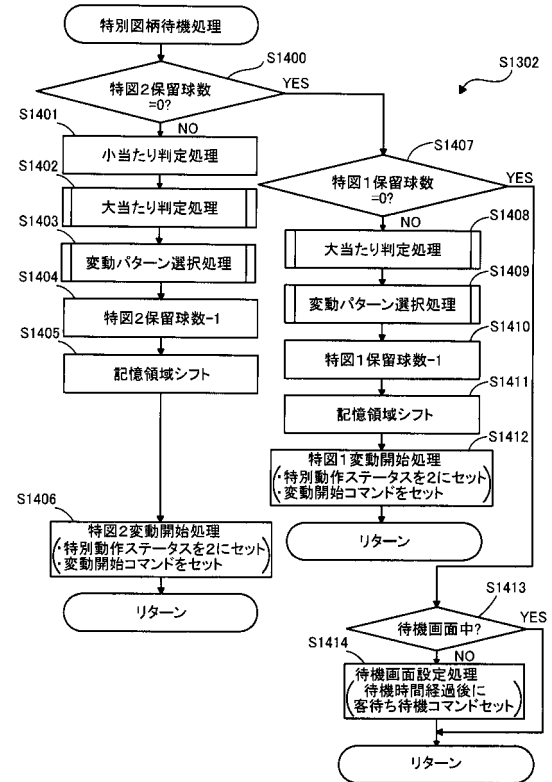 特別図柄待機処理
S1400
S1302
特図2保留球数
=0?
YES
NO
S1401
小当たり判定処理
S1402
大当たり判定処理
S1403
変動パターン選択処理
S1404
特図2保留球数-1
S1405
記憶領域シフト
S1406
特図2変動開始処理
・特別動作ステータスを2にセット
・変動開始コマンドをセット
リターン
S1407
特図1保留球数
=0?
YES
NO
S1408
大当たり判定処理
S1409
変動パターン選択処理
S1410
特図1保留球数-1
S1411
記憶領域シフト
S1412
特図1変動開始処理
・特別動作ステータスを2にセット
・変動開始コマンドをセット
リターン
S1413
待機画面中?
YES
NO
S1414
待機画面設定処理
待機時間経過後に
客待ち待機コマンドセット
リターン